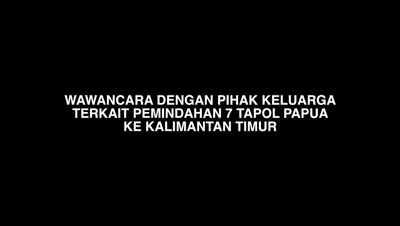 WAWANCARA DENGAN PIHAK KELUARGA
TERKAIT PEMINDAHAN 7 TAPOL PAPUA
KE KALIMANTAN TIMUR